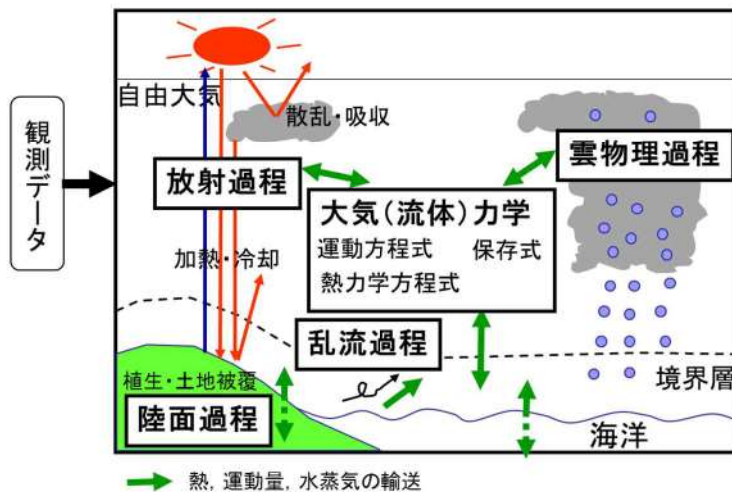 自由大気
散乱・吸収
観測データ
雲物理過程
放射過程
大気(流体)力学
運動方程式 保存式
熱力学方程式
加熱・冷却
乱流過程
植生・土地被覆
境界層
陸面過程
海洋
熱, 運動量, 水蒸気の輸送